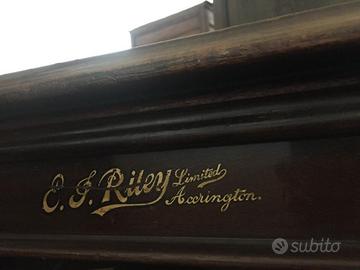 E. J. Riley Limited
Accrington.
subito